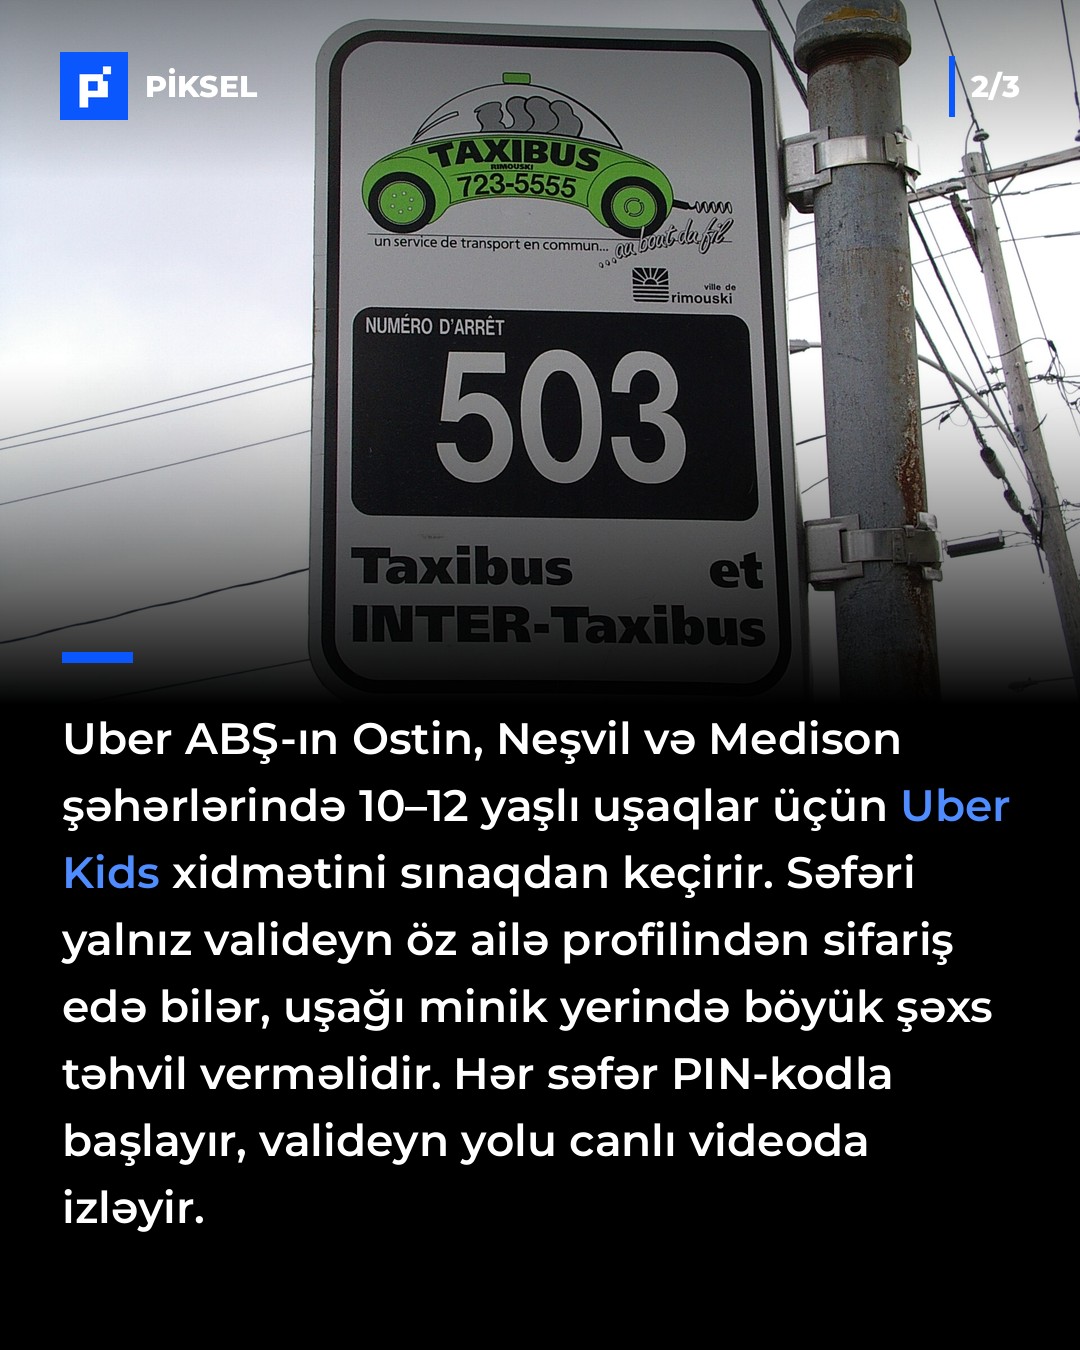 PİKSEL
2/3
TAXIBUS
RIMOUSKI
723-5555
un service de transport en commun...
...au bout du fil
ville de
rimouski
NUMÉRO D'ARRÊT
503
Taxibus et
INTER-Taxibus
Uber ABŞ-ın Ostin, Neşvil və Medison
şəhərlərində 10–12 yaşlı uşaqlar üçün Uber
Kids xidmətini sınaqdan keçirir. Səfəri
yalnız valideyn öz ailə profilindən sifariş
edə bilər, uşağı minik yerində böyük şəxs
təhvil verməlidir. Hər səfər PIN-kodla
başlayır, valideyn yolu canlı videoda
izləyir.